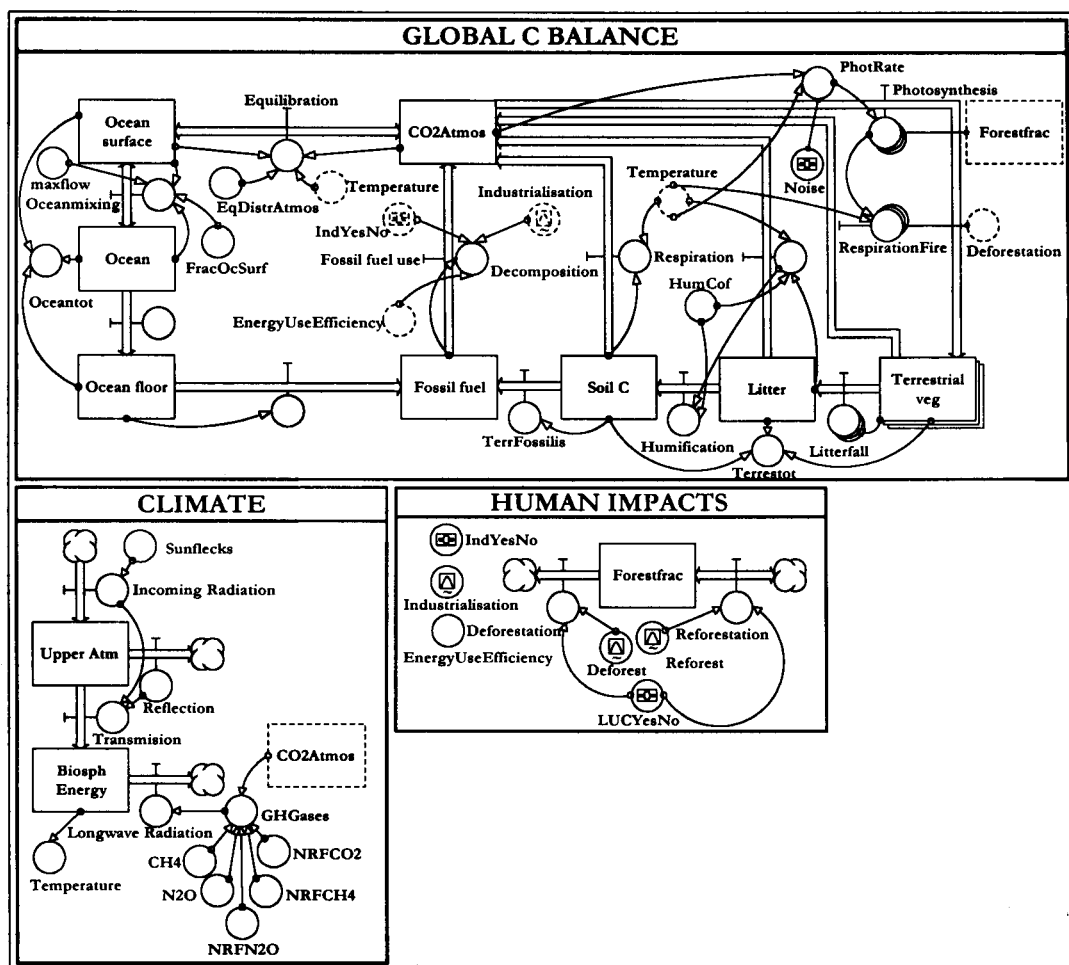 GLOBAL C BALANCE
PhotRate
Photosynthesis
Equilibration
Ocean
surface
CO2Atmos
Forestfrac
maxflow
Oceanmixing
EqDistrAtmos
Temperature
Industrialisation
Temperature
Noise
IndYesNo
Fossil fuel use
Decomposition
Respiration
RespirationFire
Deforestation
Ocean
FracOcSurf
Oceantot
EnergyUseEfficiency
HumCof
Ocean floor
Fossil fuel
Soil C
Litter
Terrestrial
veg
TerrFossilis
Humification
Litterfall
Terrestot
CLIMATE
Sunflecks
Incoming Radiation
Upper Atm
Reflection
Transmision
Biosph
Energy
CO2Atmos
Longwave Radiation
GHGases
Temperature
CH4
NRFCO2
N2O
NRFCH4
NRFN2O
HUMAN IMPACTS
IndYesNo
Forestfrac
Industrialisation
Deforestation
Reforestation
EnergyUseEfficiency
Deforest
Reforest
LUCYesNo